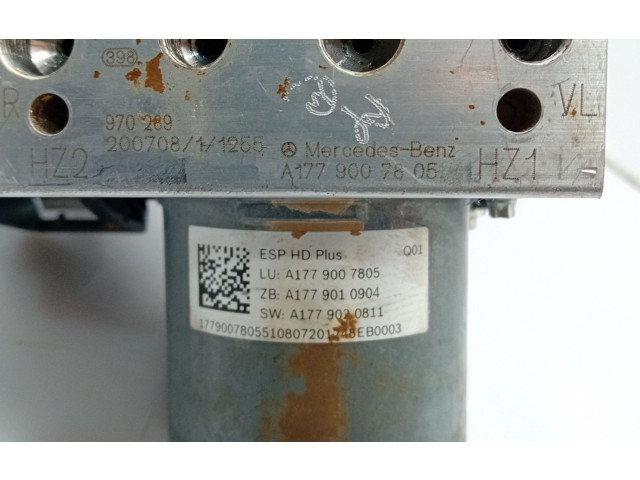 398
R
VL
970 289
200708/1/1255
Mercedes-Benz
HZ2
A177 900 78 05
HZ1
ESP HD Plus
Q01
LU: A177 900 7805
ZB: A177 901 0904
SW: A177 902 0811